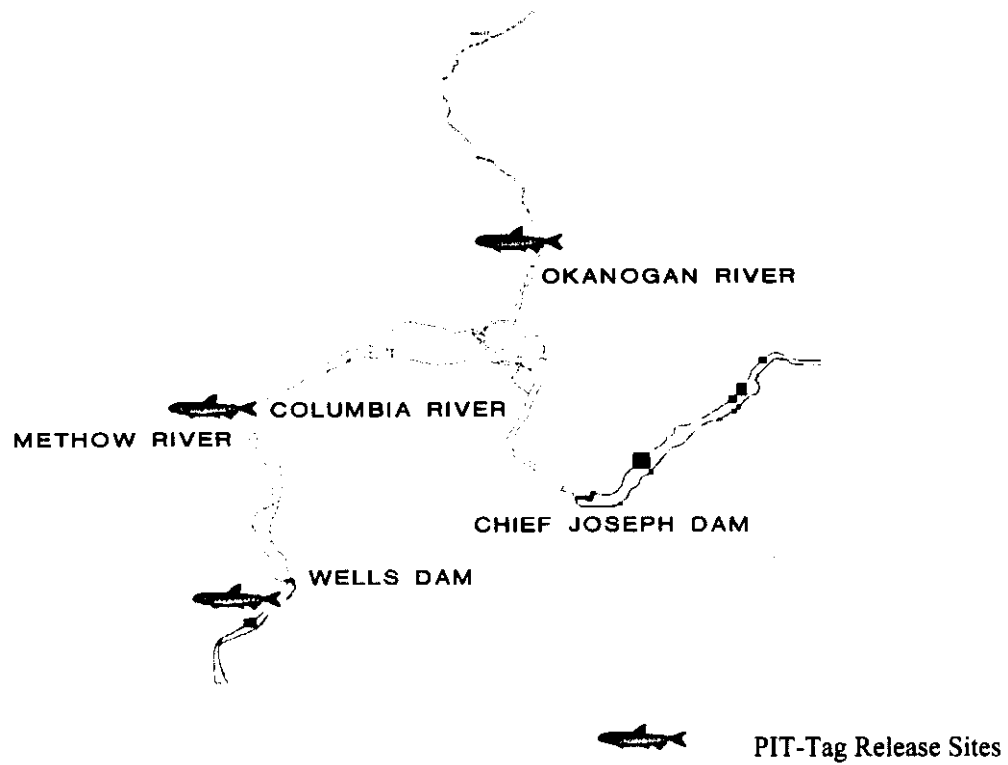 OKANOGAN RIVER
COLUMBIA RIVER
METHOW RIVER
CHIEF JOSEPH DAM
WELLS DAM
PIT-Tag Release Sites